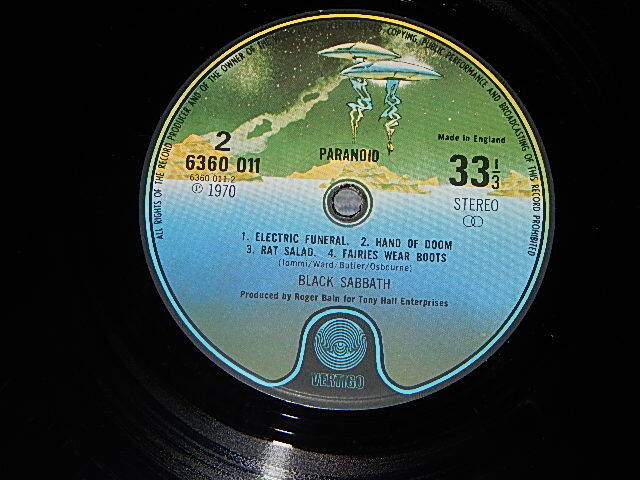 ALL RIGHTS OF THE RECORD PRODUCER AND OF THE OWNER OF THE
COPYING, PUBLIC PERFORMANCE AND BROADCASTING OF THIS RECORD PROHIBITED
Made in England
2
6360 011
6360 011.2
Ⓟ 1970
PARANOID
33 1/3
STEREO
1. ELECTRIC FUNERAL. 2. HAND OF DOOM
3. RAT SALAD. 4. FAIRIES WEAR BOOTS
(Iommi/Ward/Butler/Osbourne)
BLACK SABBATH
Produced by Roger Bain for Tony Hall Enterprises
VERTIGO